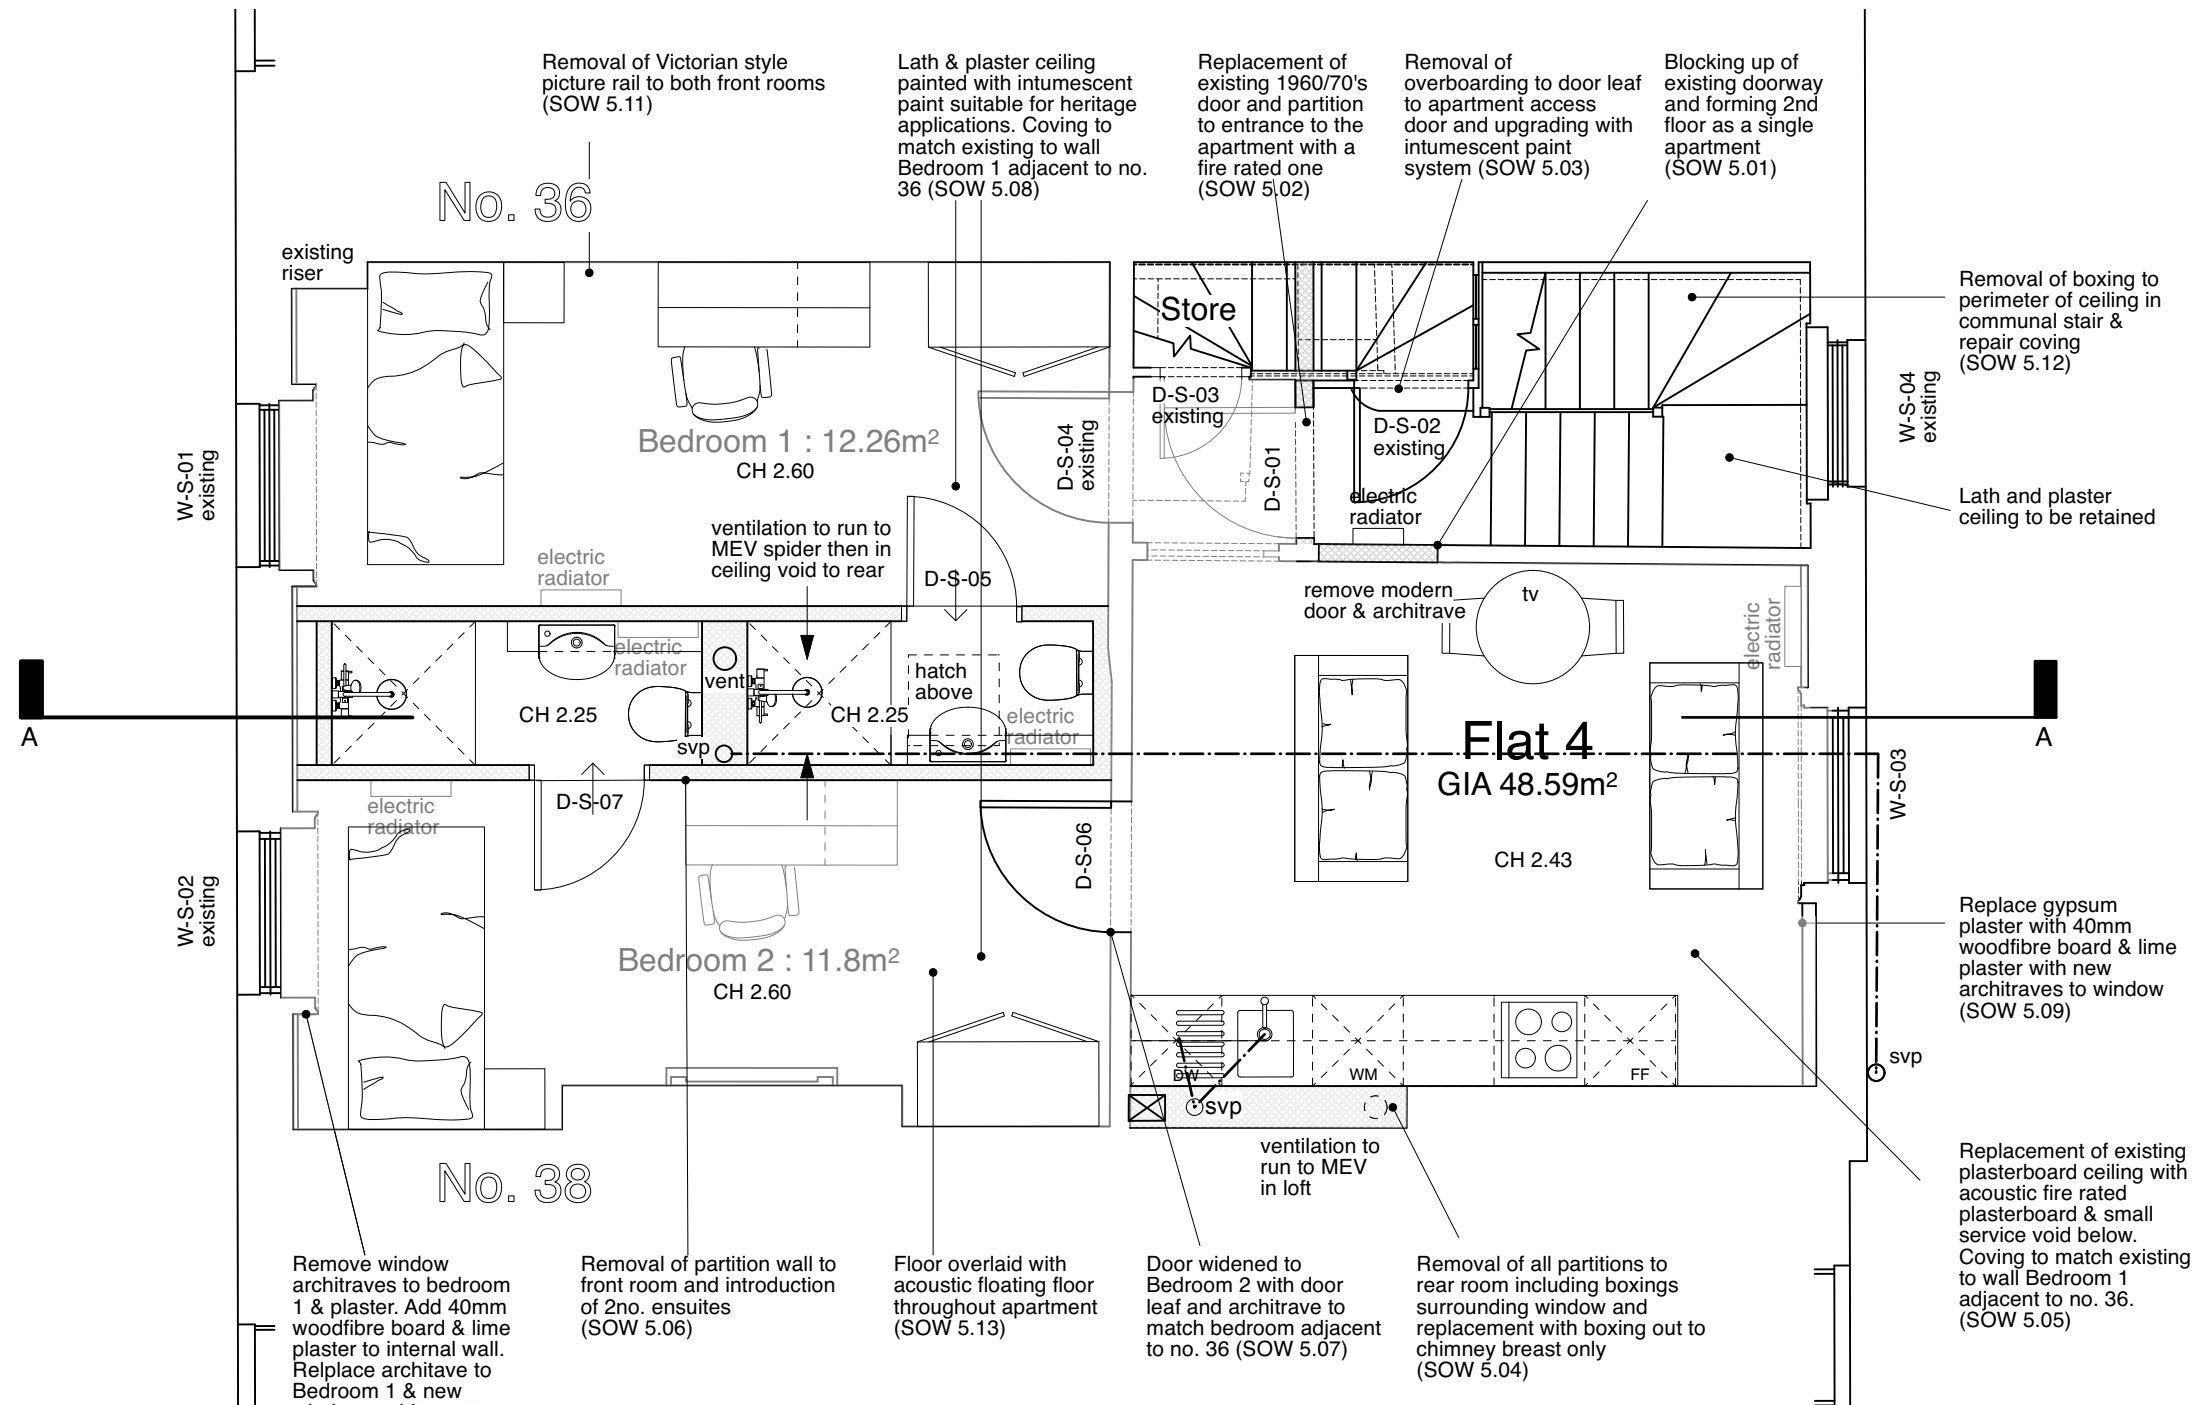 Removal of Victorian style
picture rail to both front rooms
(SOW 5.11)
Lath & plaster ceiling
painted with intumescent
paint suitable for heritage
applications. Coving to
match existing to wall
Bedroom 1 adjacent to no.
36 (SOW 5.08)
Replacement of
existing 1960/70's
door and partition
to entrance to the
apartment with a
fire rated one
(SOW 5.02)
Removal of
overboarding to door leaf
to apartment access
door and upgrading with
intumescent paint
system (SOW 5.03)
Blocking up of
existing doorway
and forming 2nd
floor as a single
apartment
(SOW 5.01)
No. 36
existing
riser
Store
Removal of boxing to
perimeter of ceiling in
communal stair &
repair coving
(SOW 5.12)
W-S-04
existing
D-S-03
existing
D-S-02
existing
D-S-04
existing
D-S-01
Bedroom 1 : 12.26m²
CH 2.60
W-S-01
existing
electric
radiator
Lath and plaster
ceiling to be retained
ventilation to run to
MEV spider then in
ceiling void to rear
electric
radiator
D-S-05
remove modern
door & architrave
tv
electric
radiator
electric
radiator
vent
hatch
above
CH 2.25
CH 2.25
electric
radiator
svp
A
A
Flat 4
GIA 48.59m²
W-S-03
D-S-07
electric
radiator
D-S-06
CH 2.43
W-S-02
existing
Bedroom 2 : 11.8m²
CH 2.60
Replace gypsum
plaster with 40mm
woodfibre board & lime
plaster with new
architraves to window
(SOW 5.09)
svp
DW
WM
FF
svp
No. 38
ventilation to
run to MEV
in loft
Replacement of existing
plasterboard ceiling with
acoustic fire rated
plasterboard & small
service void below.
Coving to match existing
to wall Bedroom 1
adjacent to no. 36.
(SOW 5.05)
Remove window
architraves to bedroom
1 & plaster. Add 40mm
woodfibre board & lime
plaster to internal wall.
Relplace architave to
Bedroom 1 & new
Removal of partition wall to
front room and introduction
of 2no. ensuites
(SOW 5.06)
Floor overlaid with
acoustic floating floor
throughout apartment
(SOW 5.13)
Door widened to
Bedroom 2 with door
leaf and architrave to
match bedroom adjacent
to no. 36 (SOW 5.07)
Removal of all partitions to
rear room including boxings
surrounding window and
replacement with boxing out to
chimney breast only
(SOW 5.04)